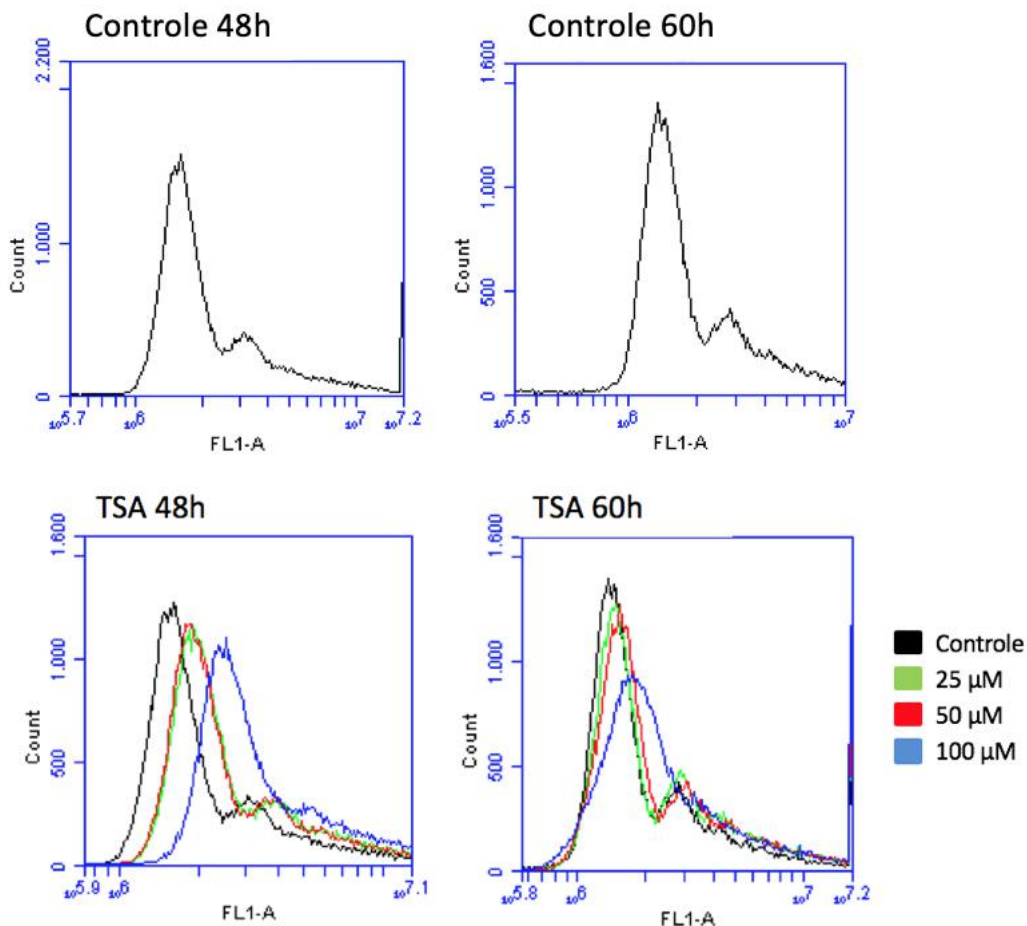 Controle 48h
2.200
1.000
0
Count
10^5.7 10^6 10^7 10^7.2
FL1-A
Controle 60h
1.600
1.000
500
0
Count
10^5.5 10^6 10^7
FL1-A
TSA 48h
1.600
1.000
500
0
Count
10^5.9 10^6 10^7.1
FL1-A
TSA 60h
1.600
1.000
500
0
Count
10^5.8 10^6 10^7 10^7.2
FL1-A
Controle
25 µM
50 µM
100 µM